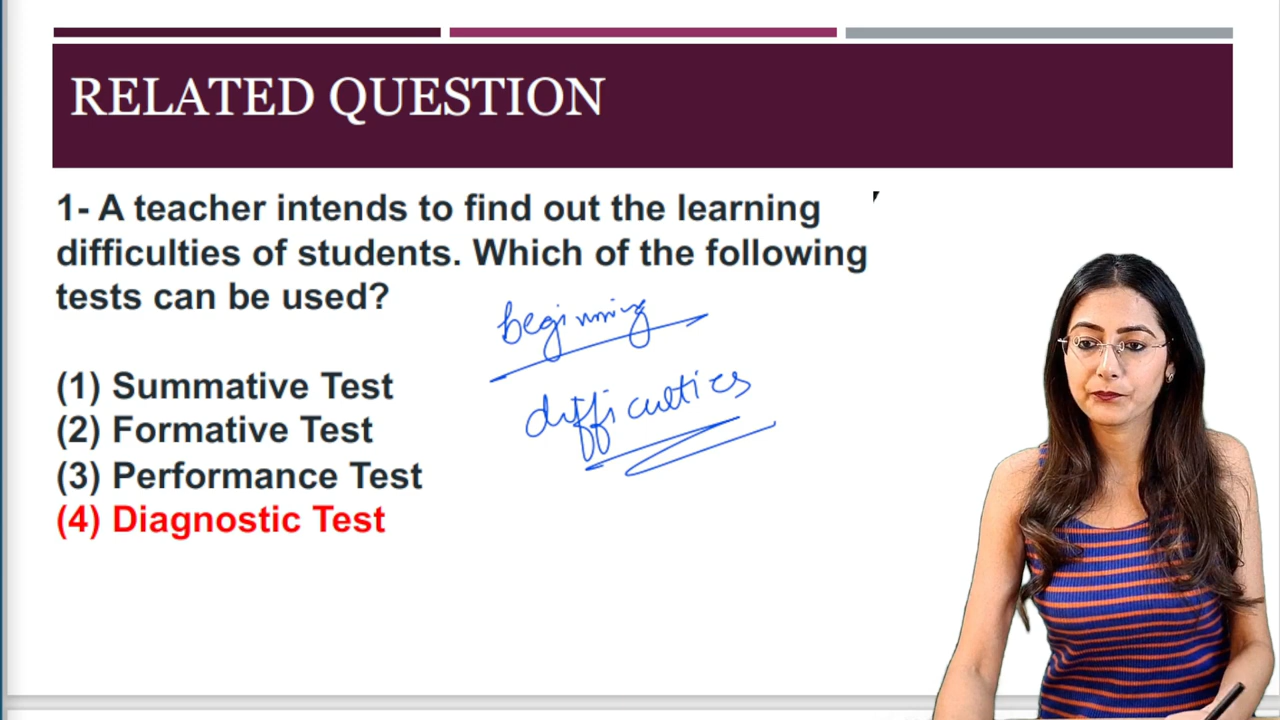 RELATED QUESTION
1- A teacher intends to find out the learning
difficulties of students. Which of the following
tests can be used?
beginning
difficulties
(1) Summative Test
(2) Formative Test
(3) Performance Test
(4) Diagnostic Test